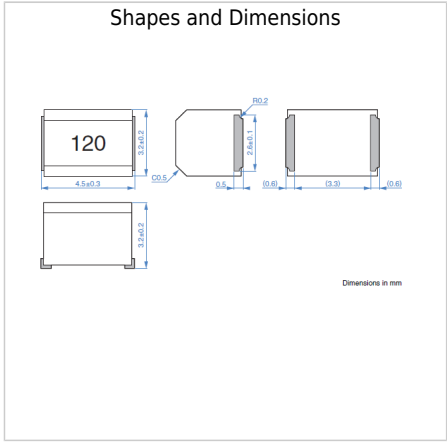 Shapes and Dimensions
120
3.2±0.2
4.5±0.3
R0.2
2.6±0.1
C0.5
0.5
(0.6)
(3.3)
(0.6)
3.2±0.2
Dimensions in mm